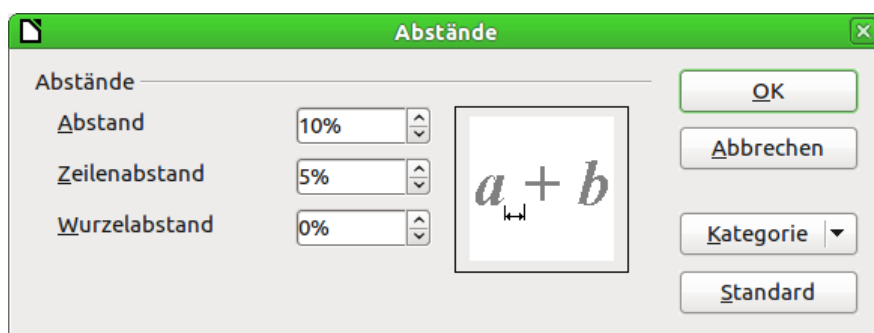 Abstände
Abstände
Abstand 10%
Zeilenabstand 5%
Wurzelabstand 0%
a + b
OK
Abbrechen
Kategorie
Standard